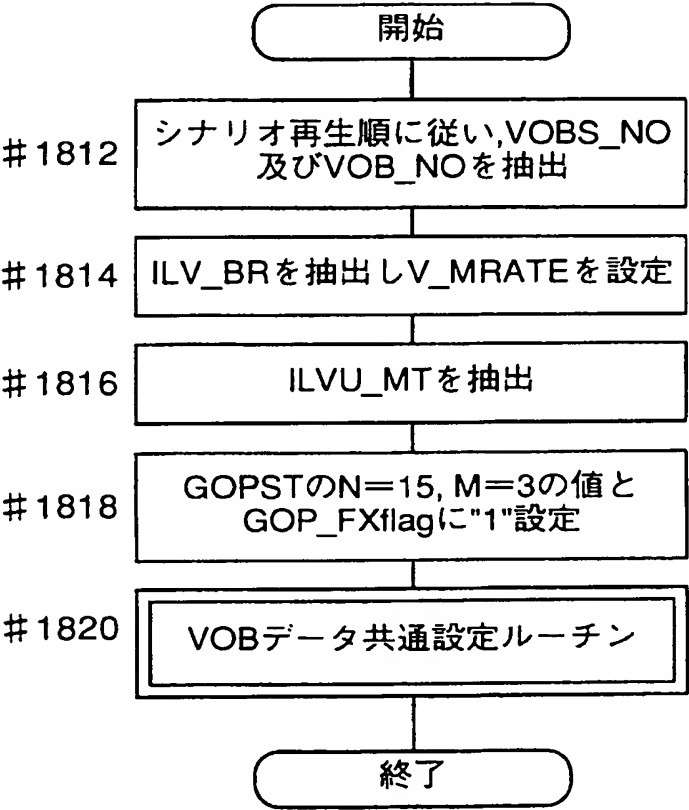 開始
#1812
シナリオ再生順に従い,VOBS_NO
及びVOB_NOを抽出
#1814
ILV_BRを抽出しV_MRATEを設定
#1816
ILVU_MTを抽出
#1818
GOPSTのN=15, M=3の値と
GOP_FXflagに"1"設定
#1820
VOBデータ共通設定ルーチン
終了